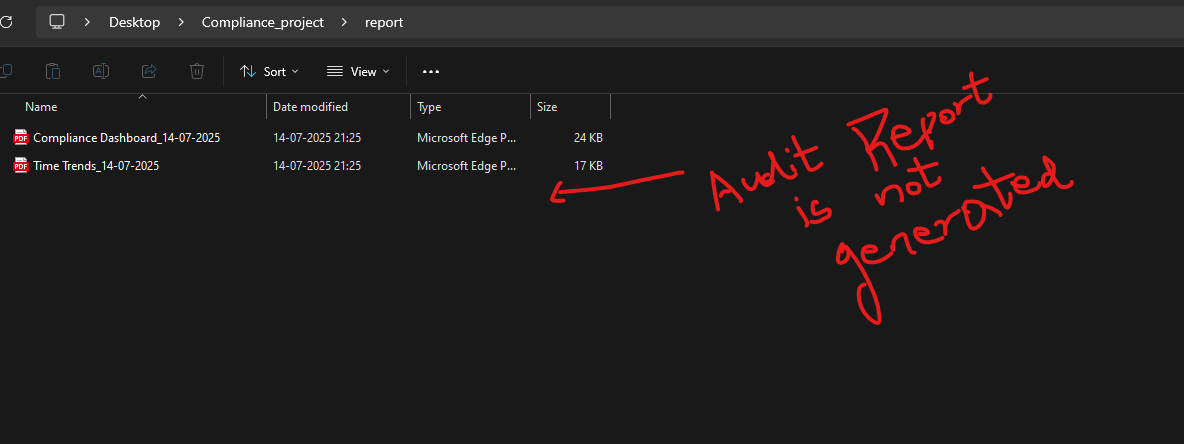 Desktop > Compliance_project > report
Sort View ...
Name Date modified Type Size
PDF Compliance Dashboard_14-07-2025 14-07-2025 21:25 Microsoft Edge P... 24 KB
PDF Time Trends_14-07-2025 14-07-2025 21:25 Microsoft Edge P... 17 KB
Audit Report
is not
generated